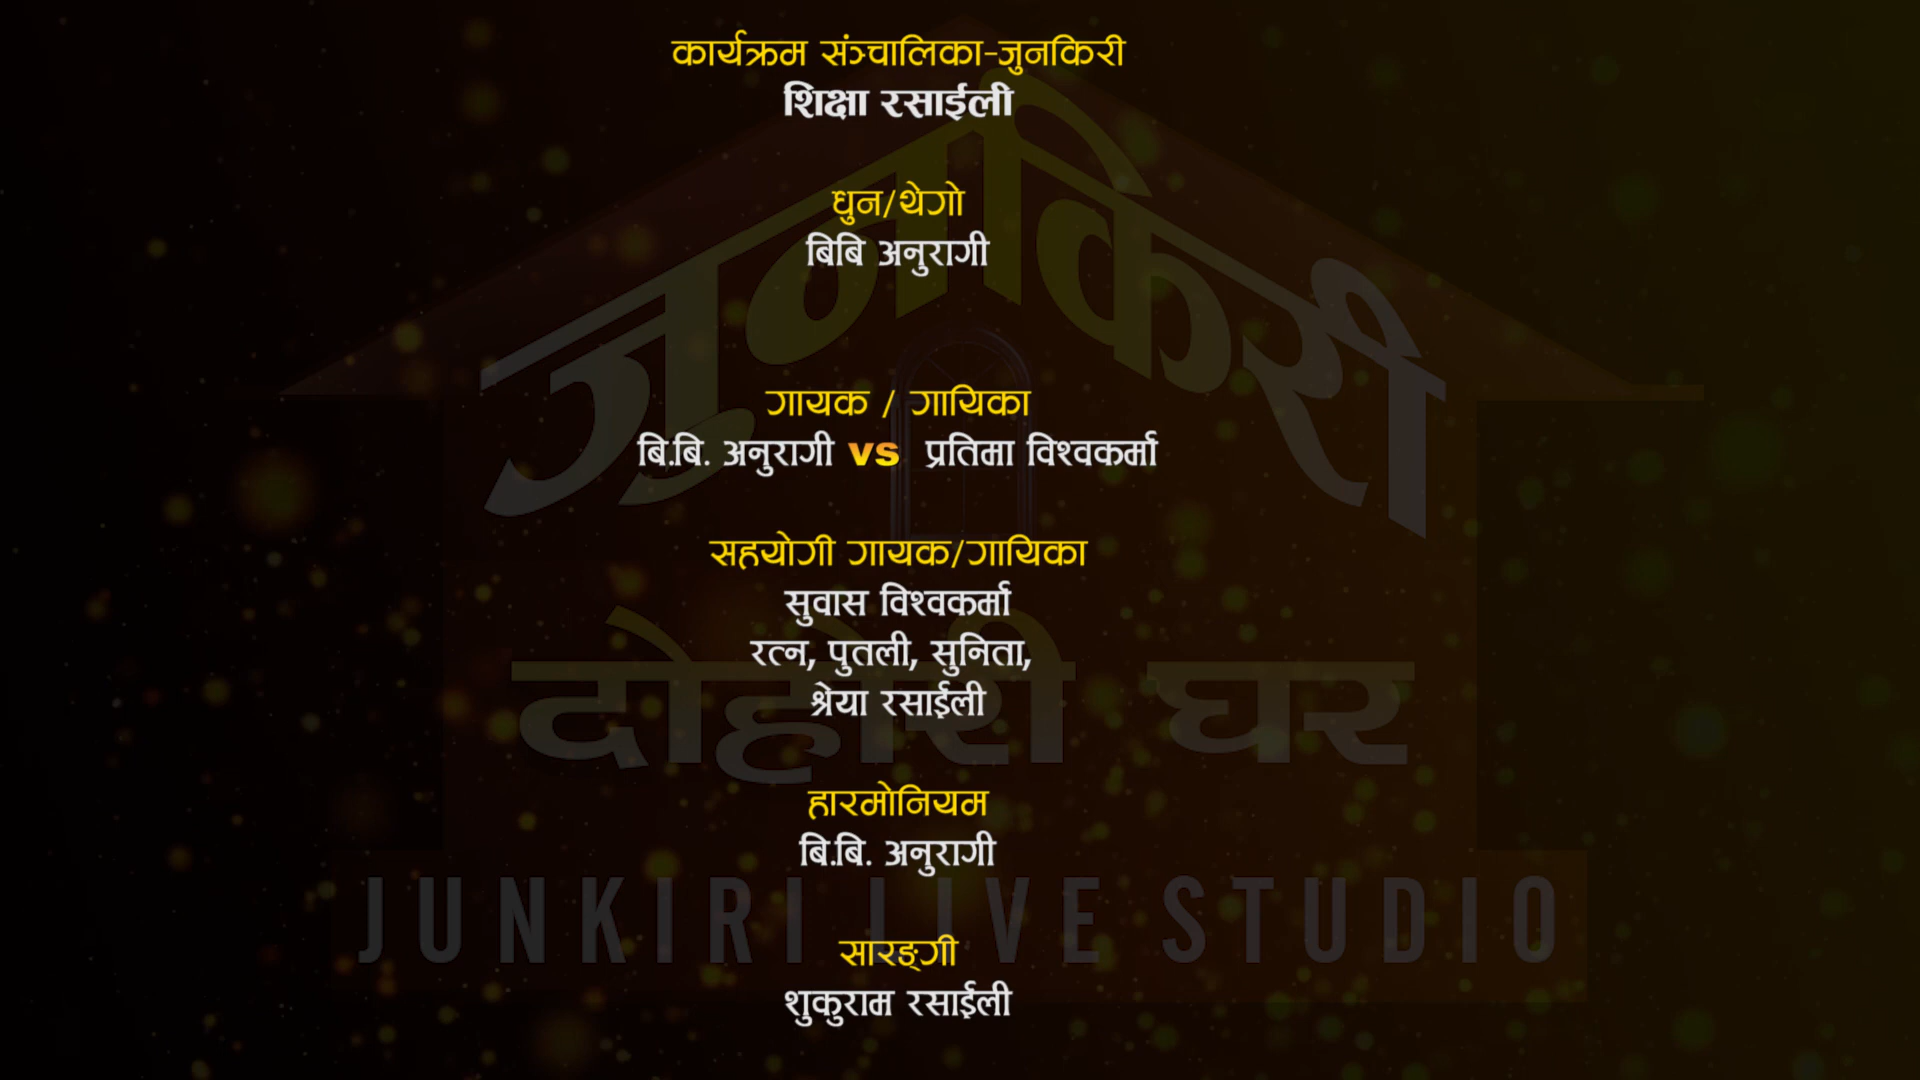 कार्यक्रम संञ्चालिका-जुनकिरी
शिक्षा रसाईली
धुन/थेगो
बिबि अनुरागी
गायक / गायिका
बि.बि. अनुरागी vs प्रतिमा विश्वकर्मा
सहयोगी गायक/गायिका
सुवास विश्वकर्मा
रत्न, पुतली, सुनिता,
श्रेया रसाईली
हारमोनियम
बि.बि. अनुरागी
सारङ्गी
शुकुराम रसाईली
जुनकिरी
दोहोरी घर
JUNKIRI LIVE STUDIO